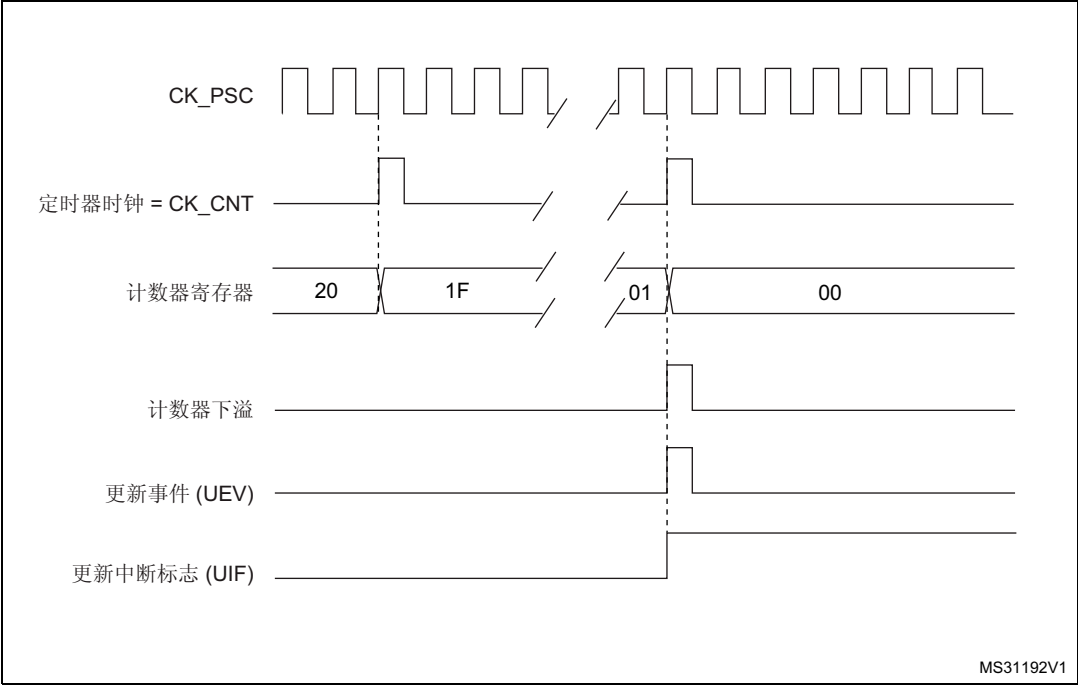 CK_PSC
定时器时钟 = CK_CNT
计数器寄存器 20 1F 01 00
计数器下溢
更新事件 (UEV)
更新中断标志 (UIF)
MS31192V1